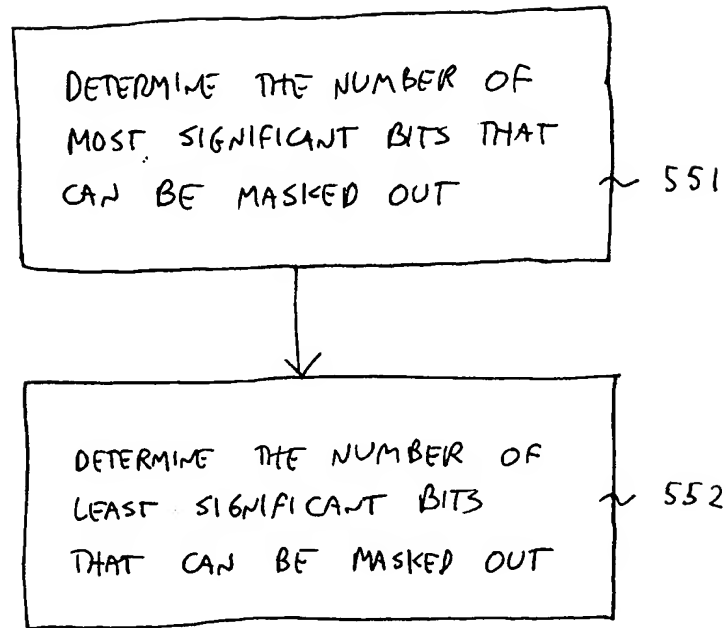 DETERMINE THE NUMBER OF
MOST SIGNIFICANT BITS THAT
CAN BE MASKED OUT
551
DETERMINE THE NUMBER OF
LEAST SIGNIFICANT BITS
THAT CAN BE MASKED OUT
552